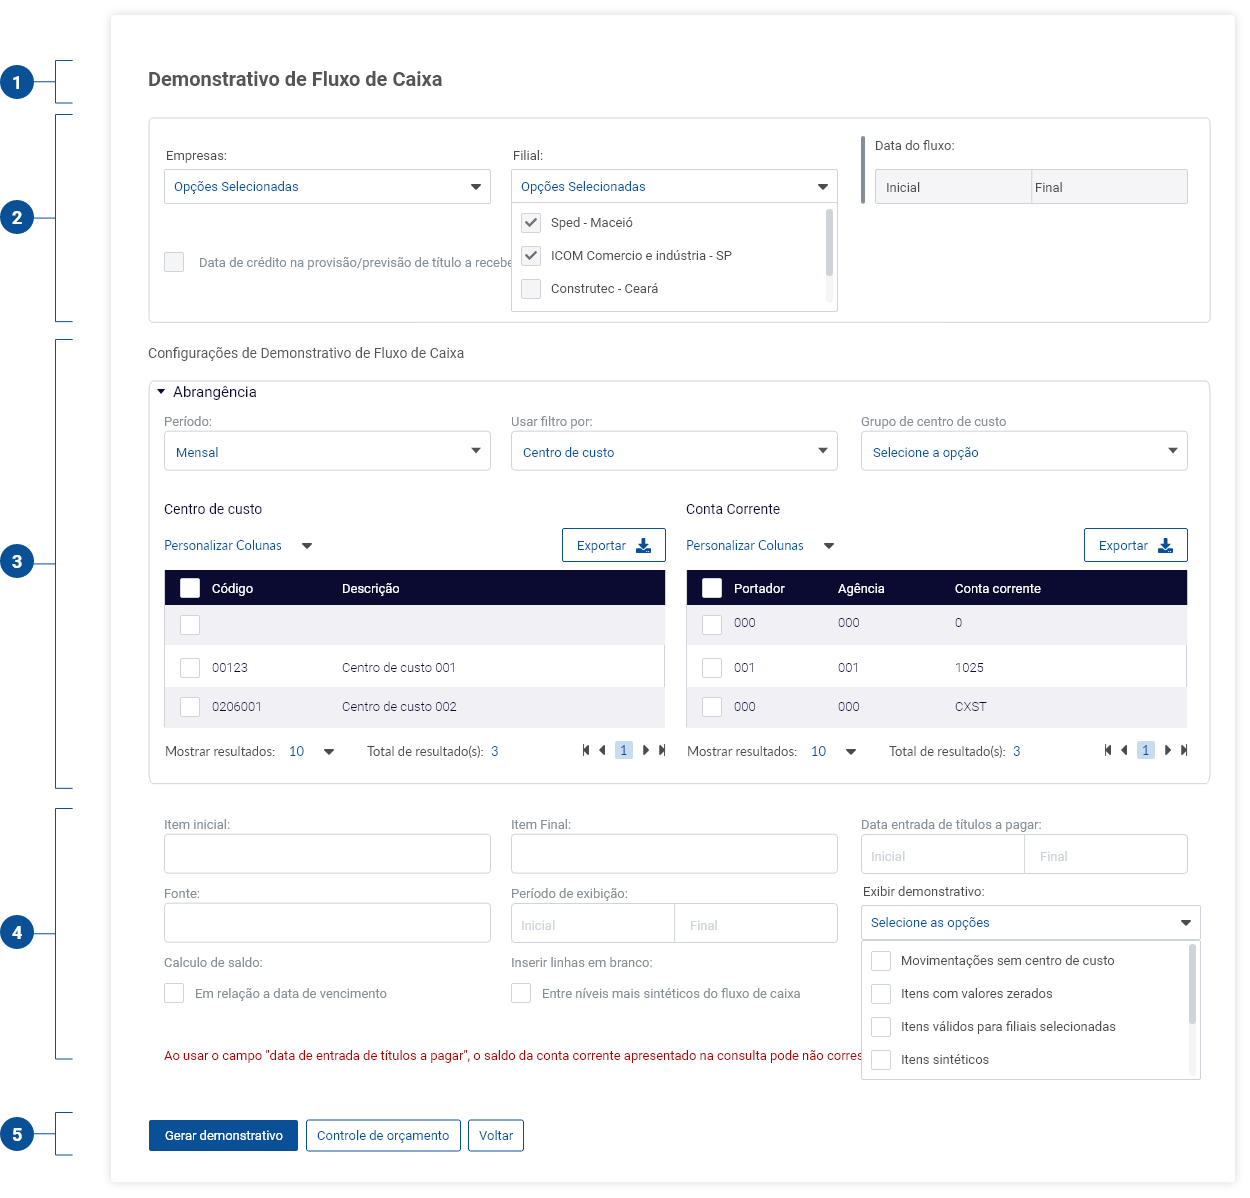 1
Demonstrativo de Fluxo de Caixa
2
Empresas:
Filial:
Data do fluxo:
Opções Selecionadas
Opções Selecionadas
Inicial
Final
Sped - Maceió
ICOM Comercio e indústria - SP
Construtec - Ceará
Data de crédito na provisão/previsão de título a recebe
Configurações de Demonstrativo de Fluxo de Caixa
3
Abrangência
Período:
Usar filtro por:
Grupo de centro de custo
Mensal
Centro de custo
Selecione a opção
Centro de custo
Personalizar Colunas
Exportar
Código Descrição
00123 Centro de custo 001
0206001 Centro de custo 002
Mostrar resultados: 10 Total de resultado(s): 3 1
Conta Corrente
Personalizar Colunas
Exportar
Portador Agência Conta corrente
000 000 0
001 001 1025
000 000 CXST
Mostrar resultados: 10 Total de resultado(s): 3 1
4
Item inicial:
Item Final:
Data entrada de títulos a pagar:
Inicial
Final
Fonte:
Período de exibição:
Inicial
Final
Exibir demonstrativo:
Selecione as opções
Movimentações sem centro de custo
Itens com valores zerados
Itens válidos para filiais selecionadas
Itens sintéticos
Calculo de saldo:
Em relação a data de vencimento
Inserir linhas em branco:
Entre níveis mais sintéticos do fluxo de caixa
Ao usar o campo "data de entrada de títulos a pagar", o saldo da conta corrente apresentado na consulta pode não corres
5
Gerar demonstrativo
Controle de orçamento
Voltar